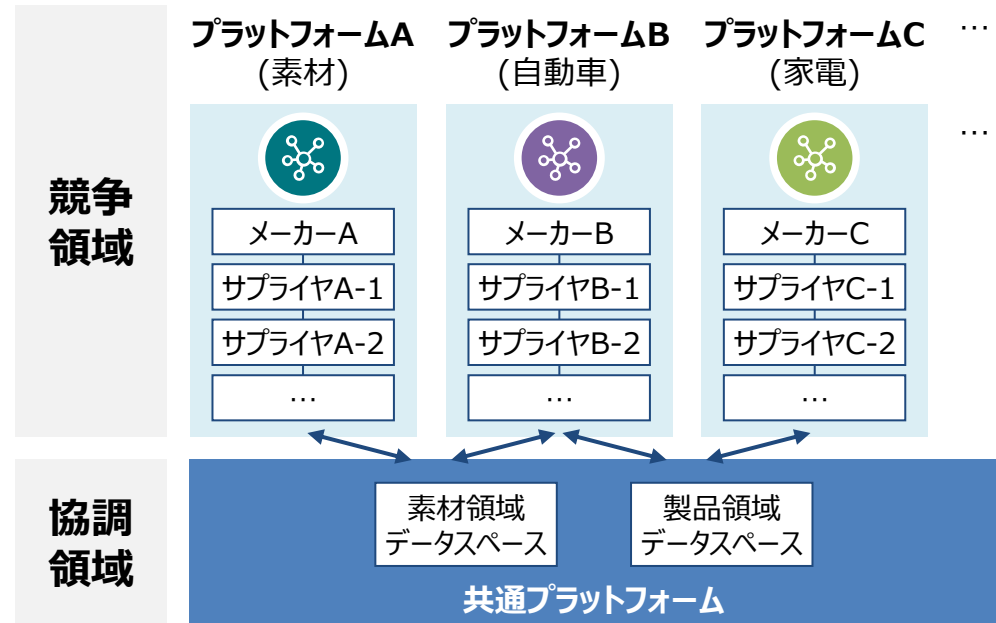 プラットフォームA
(素材)
プラットフォームB
(自動車)
プラットフォームC
(家電)
…
…
競争
領域
メーカーA
サプライヤA-1
サプライヤA-2
…
メーカーB
サプライヤB-1
サプライヤB-2
…
メーカーC
サプライヤC-1
サプライヤC-2
…
協調
領域
素材領域
データスペース
製品領域
データスペース
共通プラットフォーム